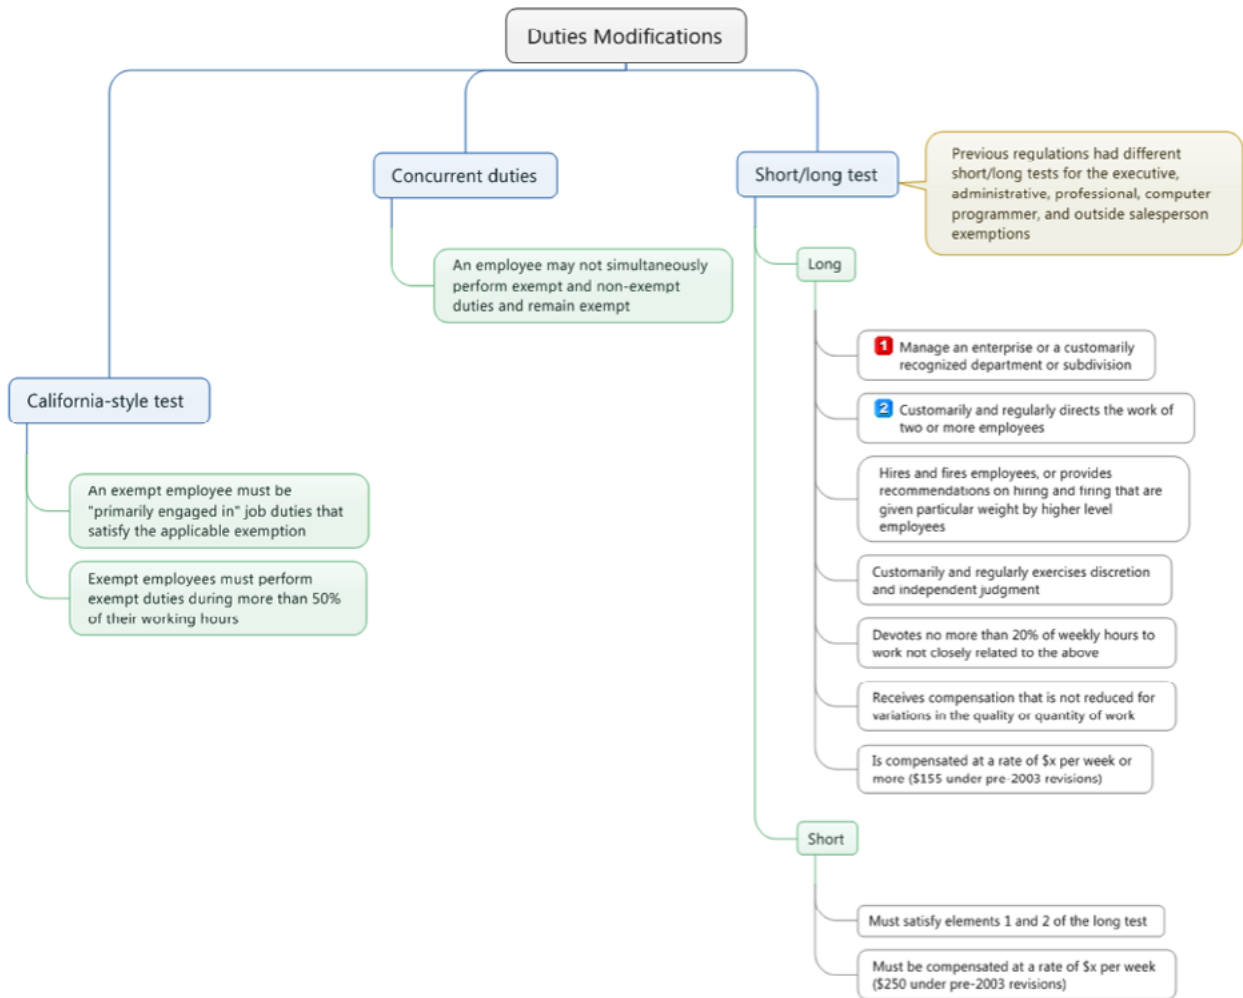 Duties Modifications
Concurrent duties
Short/long test
Previous regulations had different
short/long tests for the executive,
administrative, professional, computer
programmer, and outside salesperson
exemptions
An employee may not simultaneously
perform exempt and non-exempt
duties and remain exempt
Long
1 Manage an enterprise or a customarily
recognized department or subdivision
2 Customarily and regularly directs the work of
two or more employees
Hires and fires employees, or provides
recommendations on hiring and firing that are
given particular weight by higher level
employees
Customarily and regularly exercises discretion
and independent judgment
Devotes no more than 20% of weekly hours to
work not closely related to the above
Receives compensation that is not reduced for
variations in the quality or quantity of work
Is compensated at a rate of $x per week or
more ($155 under pre-2003 revisions)
Short
Must satisfy elements 1 and 2 of the long test
Must be compensated at a rate of $x per week
($250 under pre-2003 revisions)
California-style test
An exempt employee must be
"primarily engaged in" job duties that
satisfy the applicable exemption
Exempt employees must perform
exempt duties during more than 50%
of their working hours